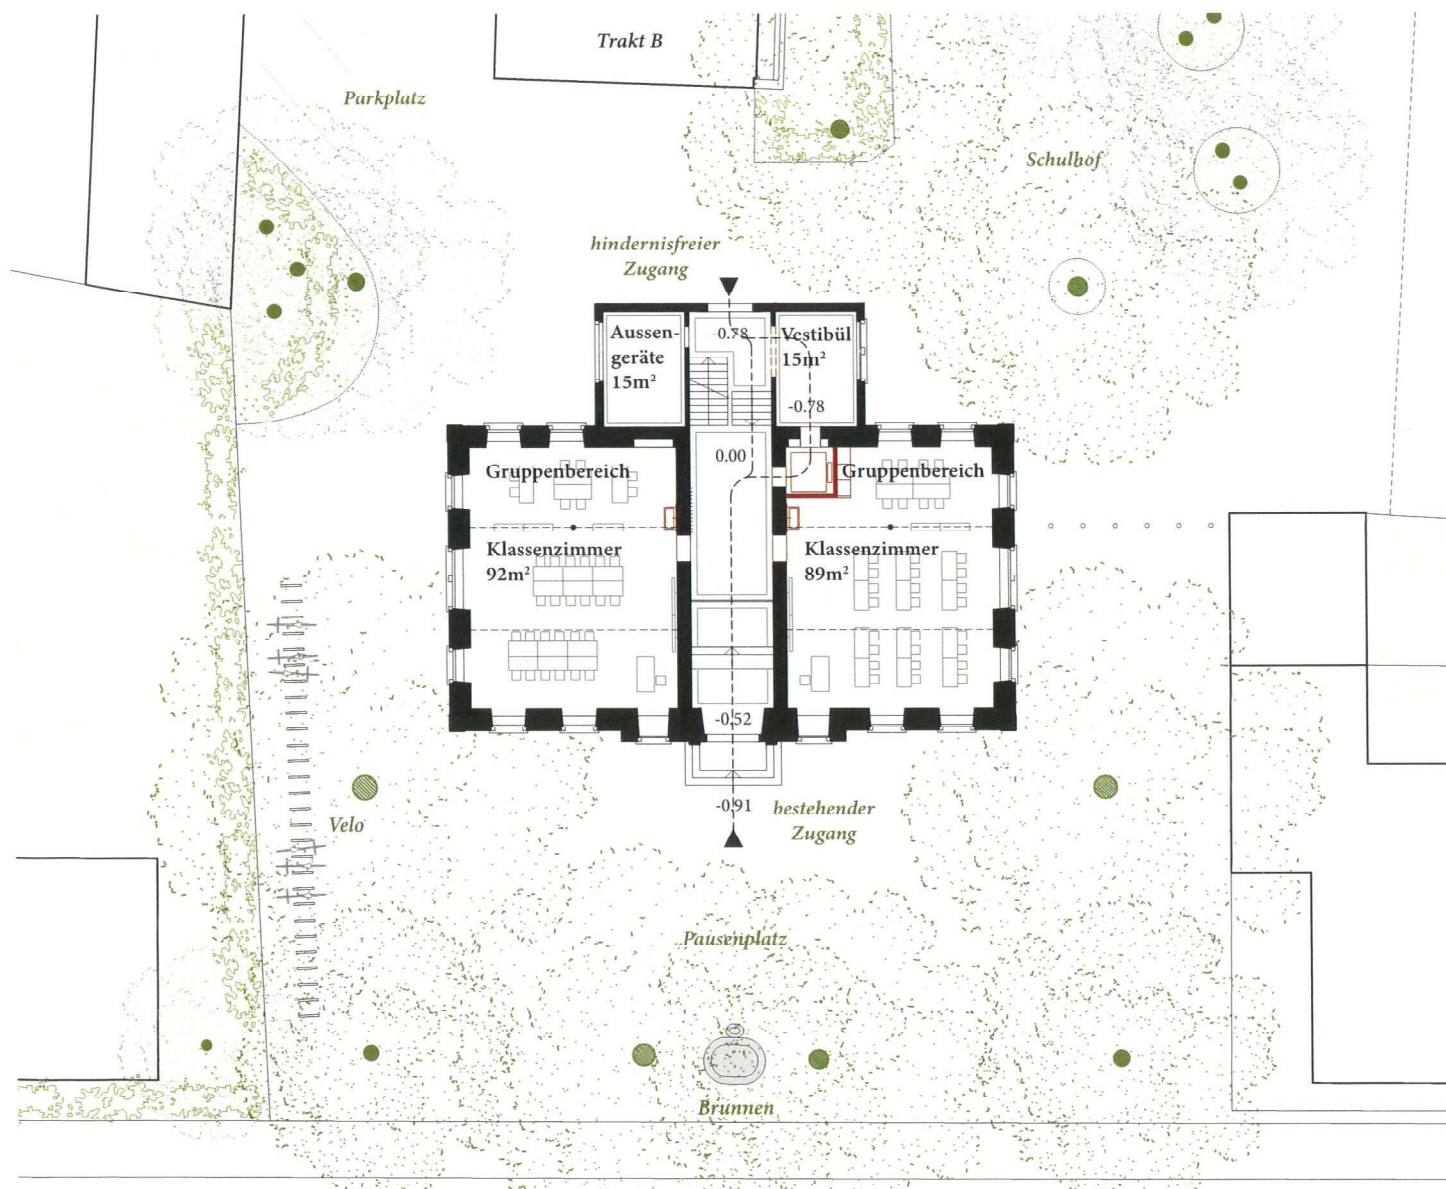 Trakt B
Parkplatz
Schulhof
hindernisfreier
Zugang
Aussen-
geräte
15m²
-0.78
Vestibül
15m²
-0.78
0.00
Gruppenbereich
Gruppenbereich
Klassenzimmer
92m²
Klassenzimmer
89m²
-0.52
-0.91
bestehender
Zugang
Velo
Pausenplatz
Brunnen